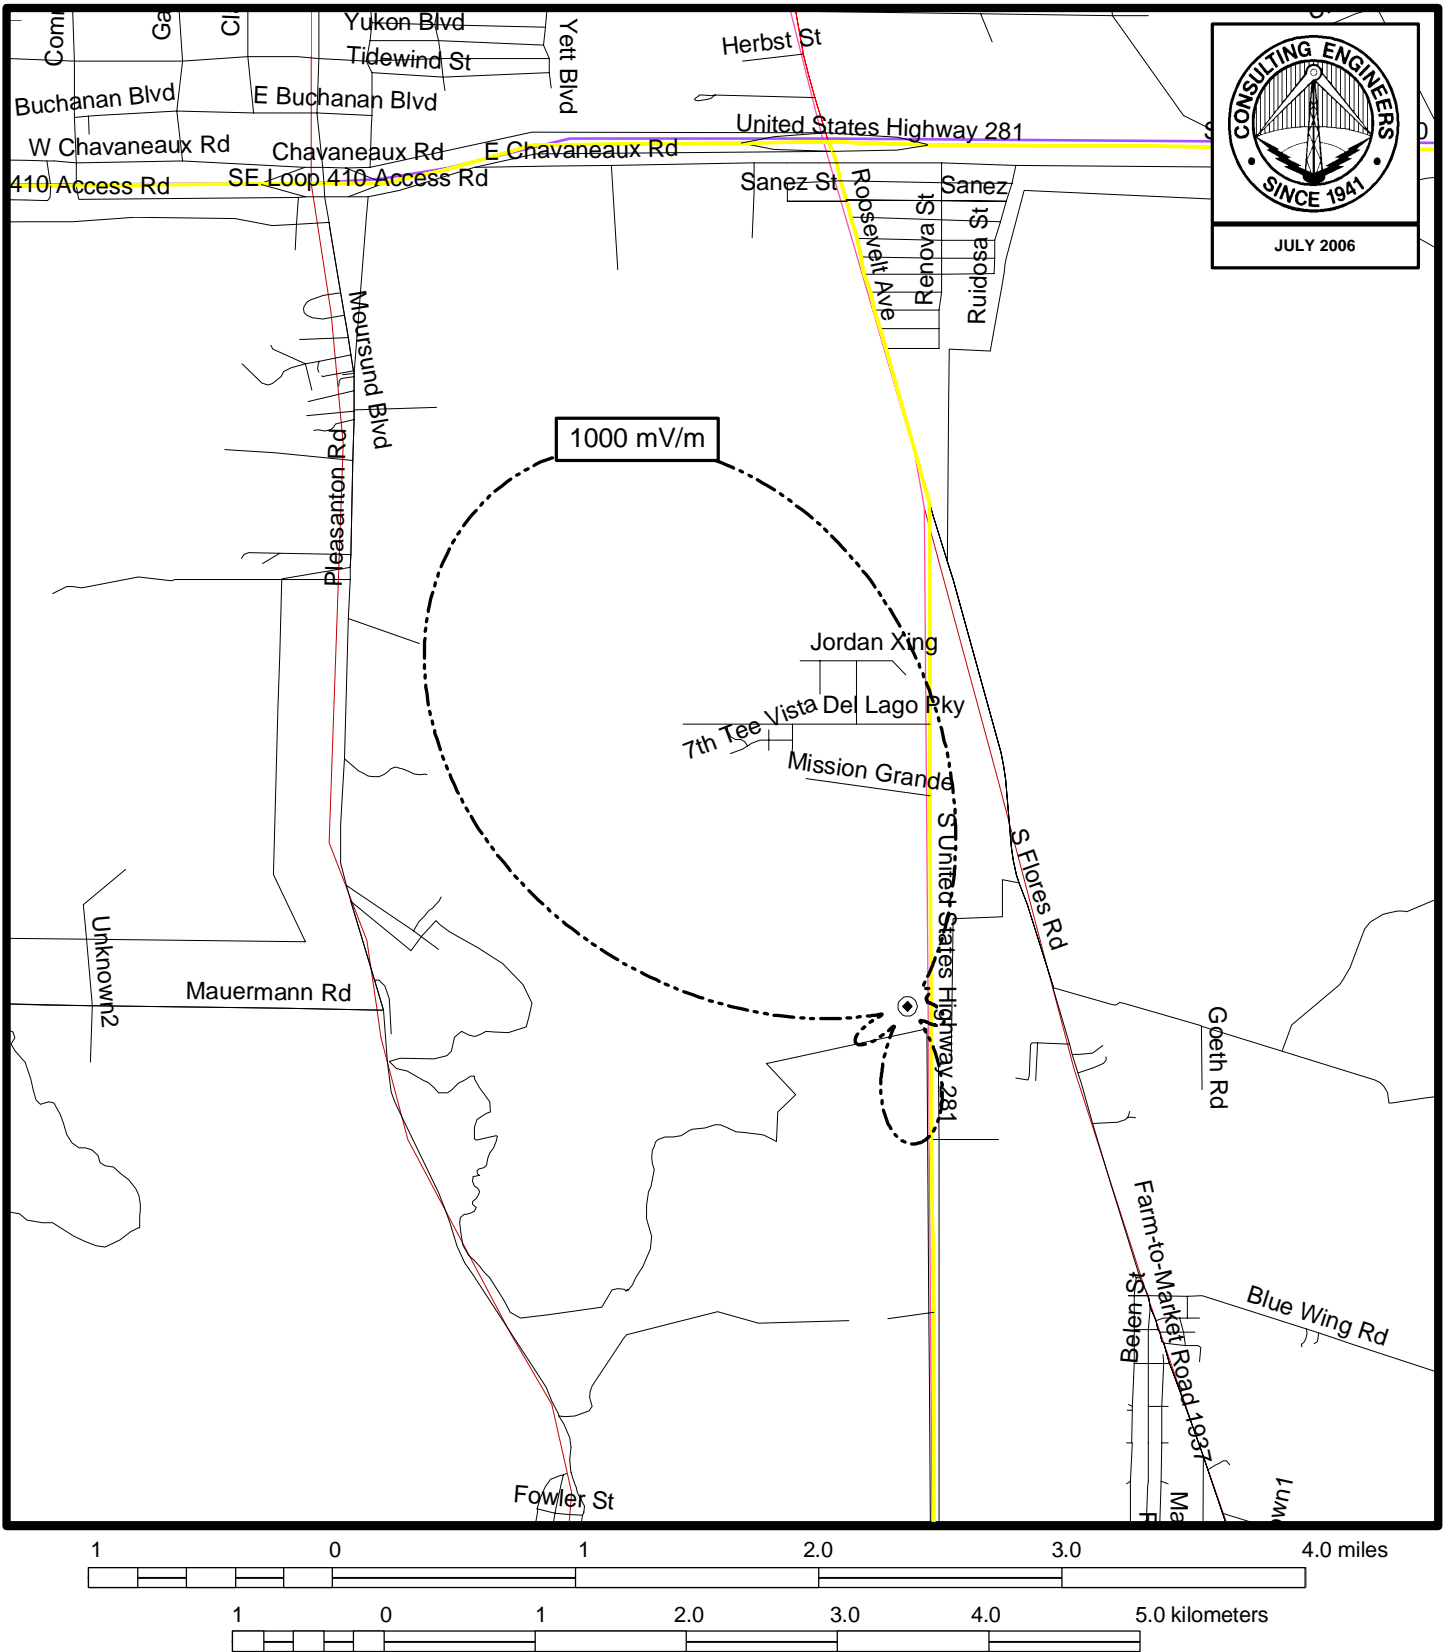 Yukon Blvd
Tidewind St
Yett Blvd
Herbst St
Buchanan Blvd
E Buchanan Blvd
United States Highway 281
W Chavaneaux Rd
Chavaneaux Rd
E Chavaneaux Rd
410 Access Rd
SE Loop 410 Access Rd
Sanez St
Sanez
CONSULTING ENGINEERS
SINCE 1941
JULY 2006
Roosevelt Ave
Renova St
Ruidosa St
Moursund Blvd
Pleasanton Rd
1000 mV/m
Jordan Xing
Del Lago Pky
7th Tee Vista
Mission Grande
S United States Highway 281
S Flores Rd
Unknown2
Mauermann Rd
Goeth Rd
Farm-to-Market Road 1937
Belen St
Blue Wing Rd
Fowler St
1 0 1 2.0 3.0 4.0 miles
1 0 1 2.0 3.0 4.0 5.0 kilometers